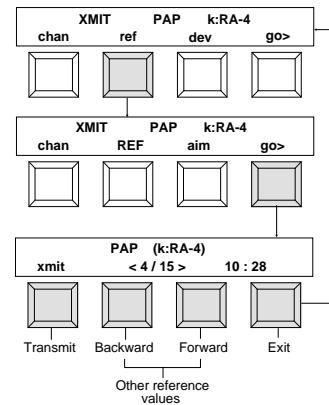 XMIT PAP k:RA-4
chan ref dev go>
XMIT PAP k:RA-4
chan REF aim go>
PAP (k:RA-4)
xmit < 4 / 15 > 10 : 28
Transmit Backward Forward Exit
Other reference
values